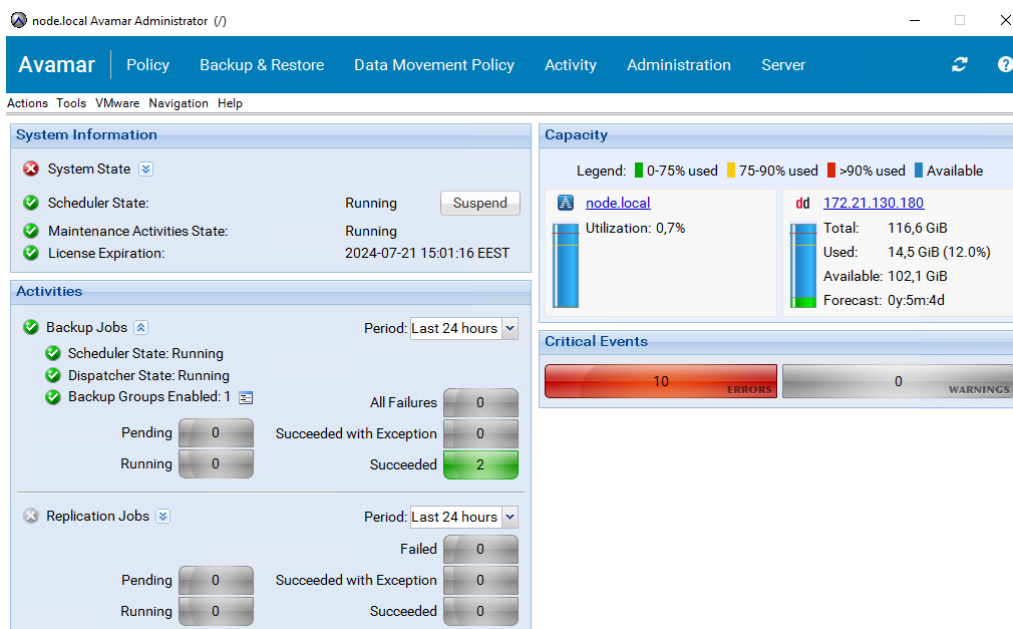 node.local Avamar Administrator (/)
Avamar Policy Backup & Restore Data Movement Policy Activity Administration Server ?
Actions Tools VMware Navigation Help
System Information
System State
Scheduler State: Running Suspend
Maintenance Activities State: Running
License Expiration: 2024-07-21 15:01:16 EEST
Activities
Backup Jobs Period: Last 24 hours
Scheduler State: Running
Dispatcher State: Running
Backup Groups Enabled: 1
All Failures 0
Pending 0 Succeeded with Exception 0
Running 0 Succeeded 2
Replication Jobs Period: Last 24 hours
Failed 0
Pending 0 Succeeded with Exception 0
Running 0 Succeeded 0
Capacity
Legend: 0-75% used 75-90% used >90% used Available
node.local
Utilization: 0,7%
dd 172.21.130.180
Total: 116,6 GiB
Used: 14,5 GiB (12.0%)
Available: 102,1 GiB
Forecast: 0y:5m:4d
Critical Events
10 ERRORS 0 WARNINGS